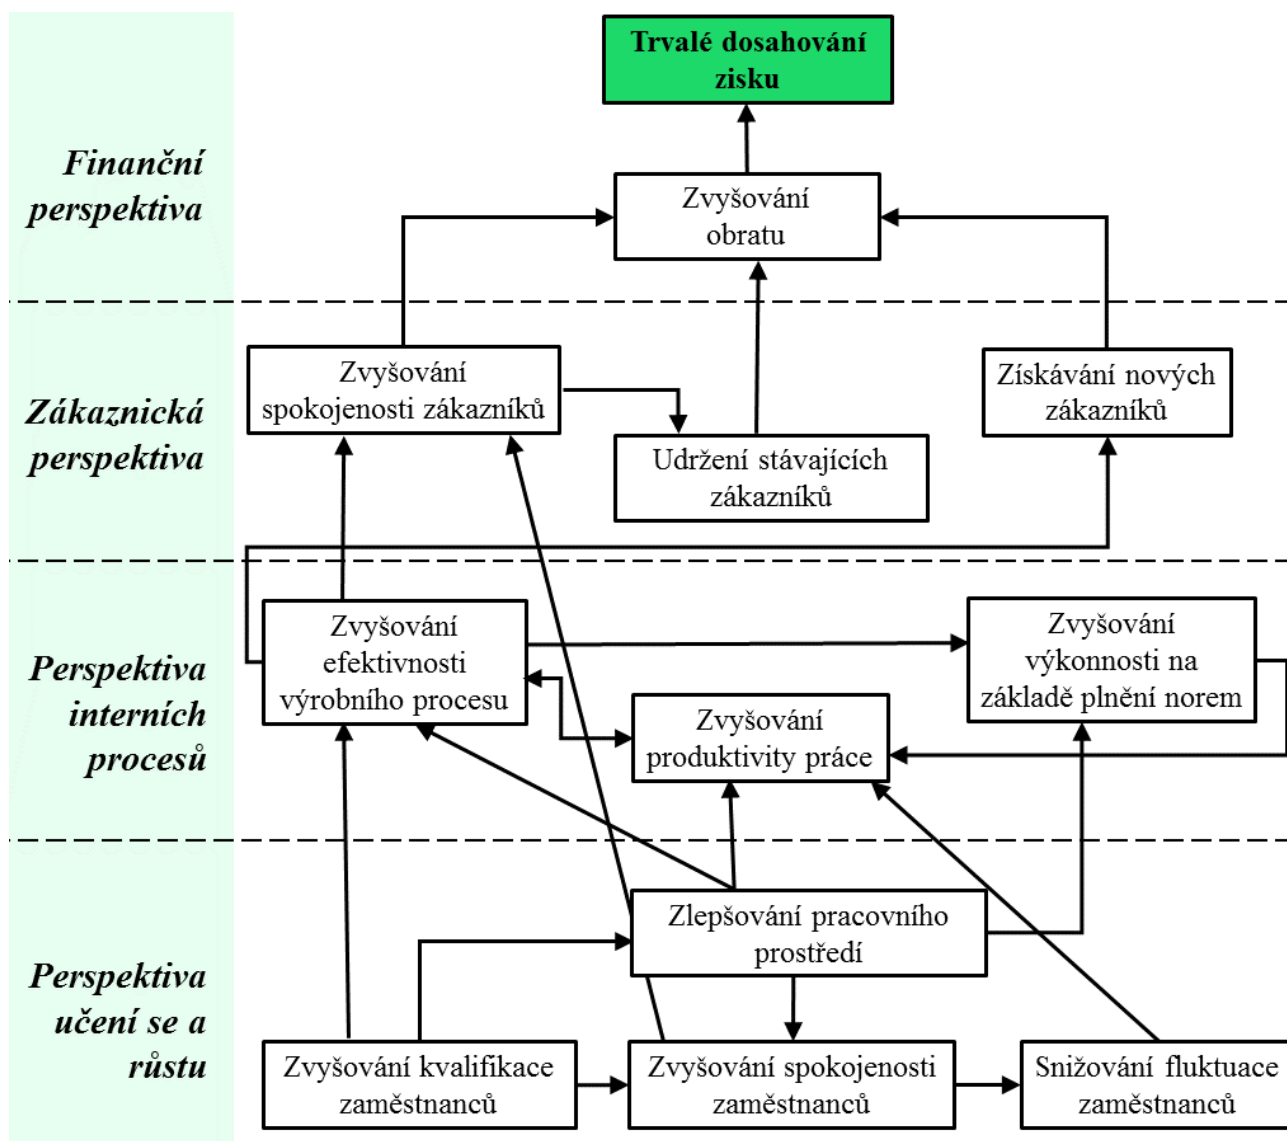 Trvalé dosahování
zisku
Finanční
perspektiva
Zvyšování
obratu
Zákaznická
perspektiva
Zvyšování
spokojenosti zákazníků
Získávání nových
zákazníků
Udržení stávajících
zákazníků
Perspektiva
interních
procesů
Zvyšování
efektivnosti
výrobního procesu
Zvyšování
výkonnosti na
základě plnění norem
Zvyšování
produktivity práce
Perspektiva
učení se a
růstu
Zlepšování pracovního
prostředí
Zvyšování kvalifikace
zaměstnanců
Zvyšování spokojenosti
zaměstnanců
Snižování fluktuace
zaměstnanců